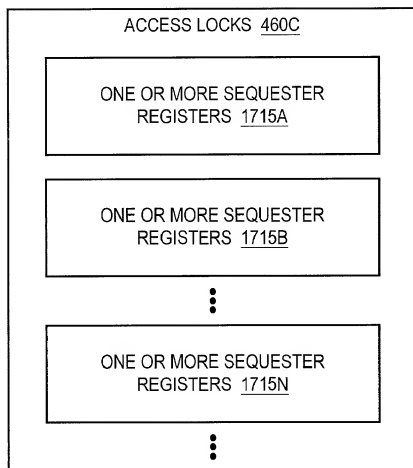 ACCESS LOCKS 460C
ONE OR MORE SEQUESTER
REGISTERS 1715A
ONE OR MORE SEQUESTER
REGISTERS 1715B
ONE OR MORE SEQUESTER
REGISTERS 1715N